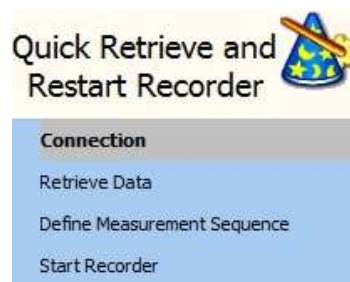 Quick Retrieve and
Restart Recorder
Connection
Retrieve Data
Define Measurement Sequence
Start Recorder